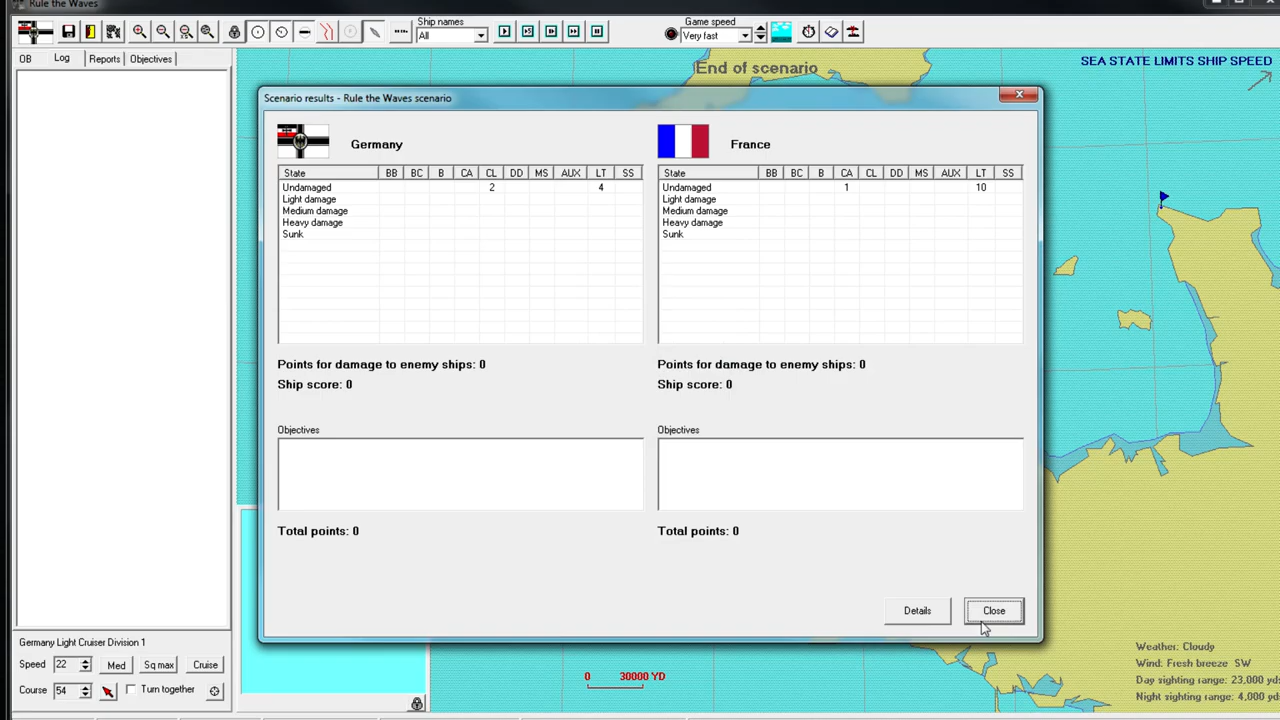 Rule the Waves
Ship names
All
Game speed
Very fast
OB Log Reports Objectives
End of scenario
SEA STATE LIMITS SHIP SPEED
Scenario results - Rule the Waves scenario
Germany
State BB BC B CA CL DD MS AUX LT SS
Undamaged 2 4
Light damage
Medium damage
Heavy damage
Sunk
Points for damage to enemy ships: 0
Ship score: 0
Objectives
Total points: 0
France
State BB BC B CA CL DD MS AUX LT SS
Undamaged 1 10
Light damage
Medium damage
Heavy damage
Sunk
Points for damage to enemy ships: 0
Ship score: 0
Objectives
Total points: 0
Details Close
Germany Light Cruiser Division 1
Speed 22 Med Sq max Cruise
Course 54 Turn together
0 30000 YD
Weather: Cloudy
Wind: Fresh breeze SW
Day sighting range: 23,000 yds
Night sighting range: 4,000 yds